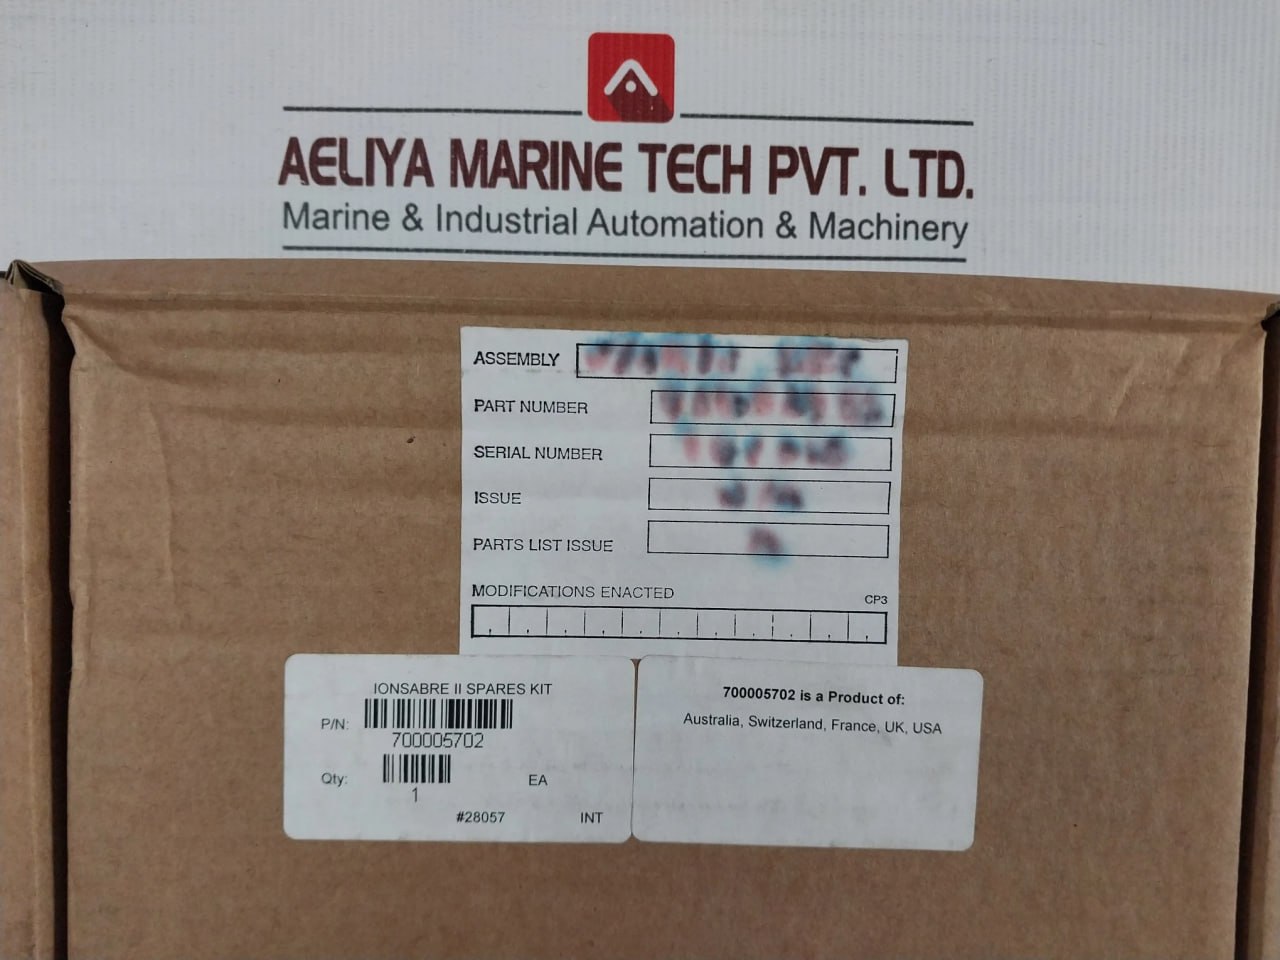 AELIYA MARINE TECH PVT. LTD.
Marine & Industrial Automation & Machinery
ASSEMBLY
PART NUMBER
SERIAL NUMBER
ISSUE
PARTS LIST ISSUE
MODIFICATIONS ENACTED CP3
IONSABRE II SPARES KIT
P/N:
700005702
Qty: EA
1
#28057 INT
700005702 is a Product of:
Australia, Switzerland, France, UK, USA